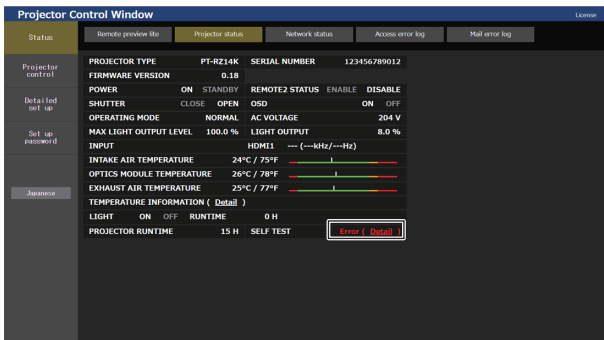 Projector Control Window
License
Status
Remote preview lite
Projector status
Network status
Access error log
Mail error log
Projector
control
Detailed
set up
Set up
password
Japanese
PROJECTOR TYPE PT-RZ14K SERIAL NUMBER 123456789012
FIRMWARE VERSION 0.18
POWER ON STANDBY REMOTE2 STATUS ENABLE DISABLE
SHUTTER CLOSE OPEN OSD ON OFF
OPERATING MODE NORMAL AC VOLTAGE 204 V
MAX LIGHT OUTPUT LEVEL 100.0 % LIGHT OUTPUT 8.0 %
INPUT HDMI1 --- (---kHz/---Hz)
INTAKE AIR TEMPERATURE 24°C / 75°F
OPTICS MODULE TEMPERATURE 26°C / 78°F
EXHAUST AIR TEMPERATURE 25°C / 77°F
TEMPERATURE INFORMATION ( Detail )
LIGHT ON OFF RUNTIME 0 H
PROJECTOR RUNTIME 15 H SELF TEST Error ( Detail )